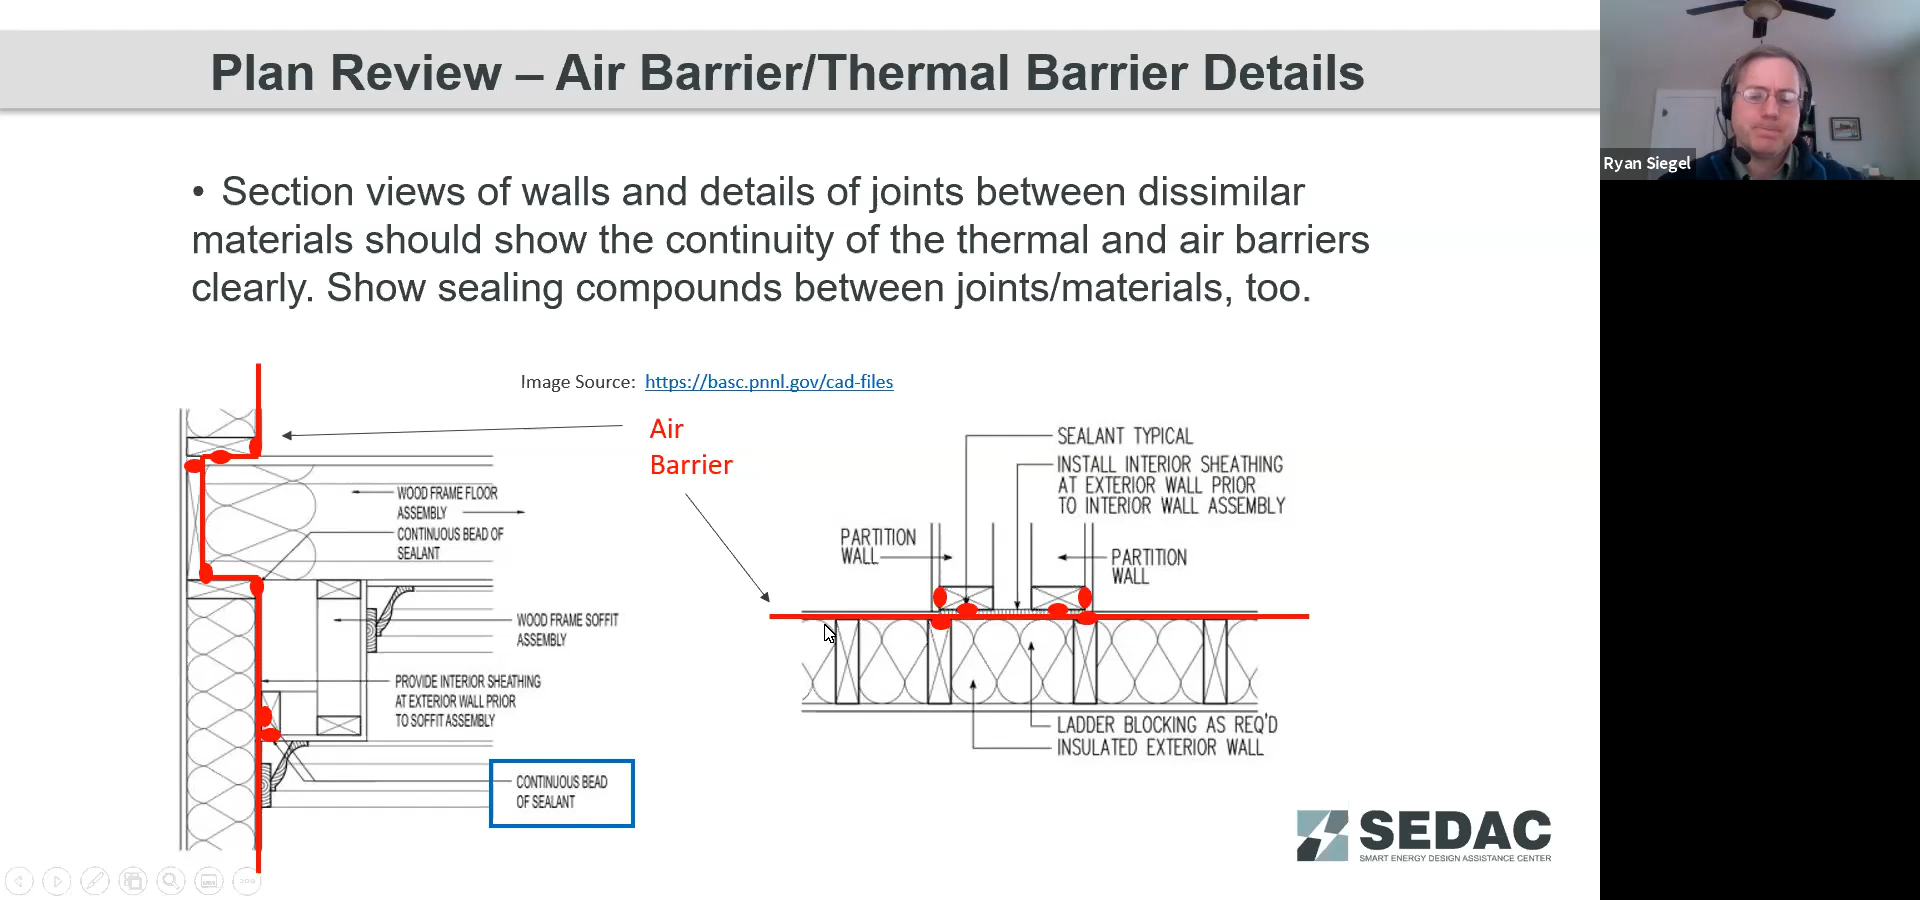 Plan Review – Air Barrier/Thermal Barrier Details
Ryan Siegel
• Section views of walls and details of joints between dissimilar
materials should show the continuity of the thermal and air barriers
clearly. Show sealing compounds between joints/materials, too.
Image Source: https://basc.pnnl.gov/cad-files
Air
Barrier
WOOD FRAME FLOOR
ASSEMBLY
CONTINUOUS BEAD OF
SEALANT
WOOD FRAME SOFFIT
ASSEMBLY
PROVIDE INTERIOR SHEATHING
AT EXTERIOR WALL PRIOR
TO SOFFIT ASSEMBLY
CONTINUOUS BEAD
OF SEALANT
SEALANT TYPICAL
INSTALL INTERIOR SHEATHING
AT EXTERIOR WALL PRIOR
TO INTERIOR WALL ASSEMBLY
PARTITION
WALL
PARTITION
WALL
LADDER BLOCKING AS REQ'D
INSULATED EXTERIOR WALL
SEDAC
SMART ENERGY DESIGN ASSISTANCE CENTER